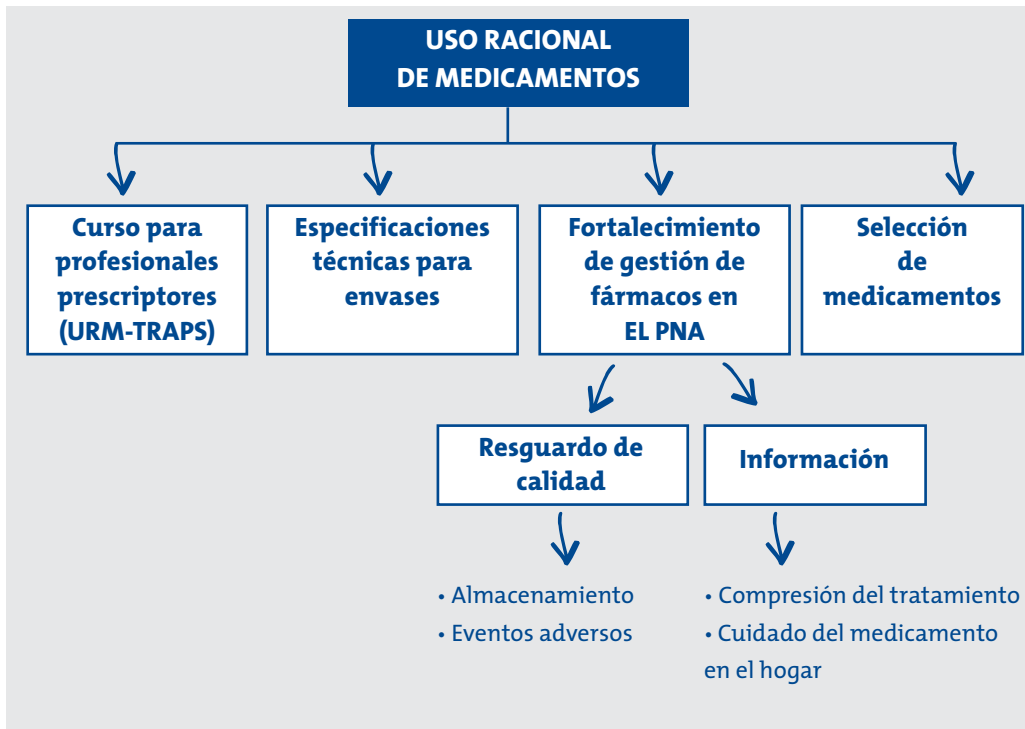 USO RACIONAL
DE MEDICAMENTOS
Curso para
profesionales
prescriptores
(URM-TRAPS)
Especificaciones
técnicas para
envases
Fortalecimiento
de gestión de
fármacos en
EL PNA
Selección
de
medicamentos
Resguardo de
calidad
Información
• Almacenamiento
• Eventos adversos
• Compresión del tratamiento
• Cuidado del medicamento
en el hogar